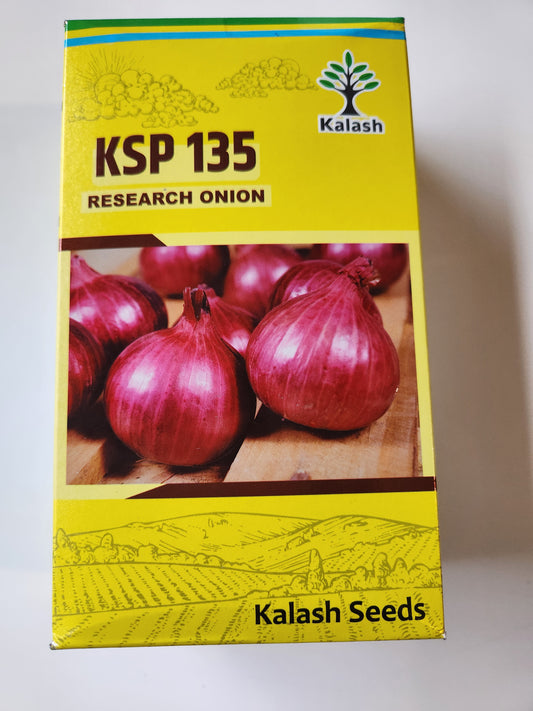 Kalash
KSP 135
RESEARCH ONION
Kalash Seeds